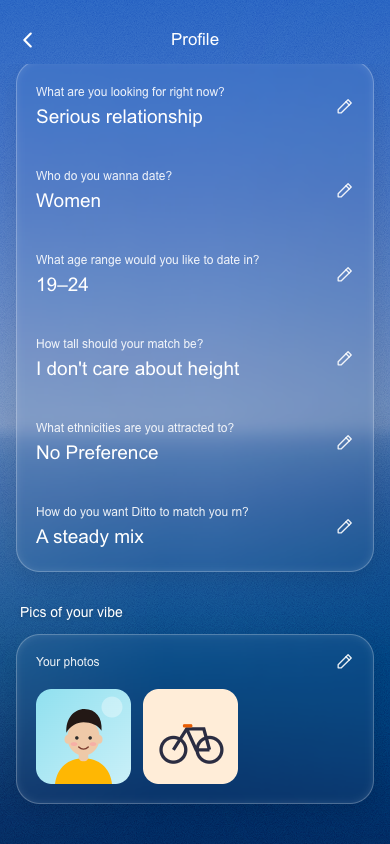 Profile
What are you looking for right now?
Serious relationship
Who do you wanna date?
Women
What age range would you like to date in?
19–24
How tall should your match be?
I don't care about height
What ethnicities are you attracted to?
No Preference
How do you want Ditto to match you rn?
A steady mix
Pics of your vibe
Your photos